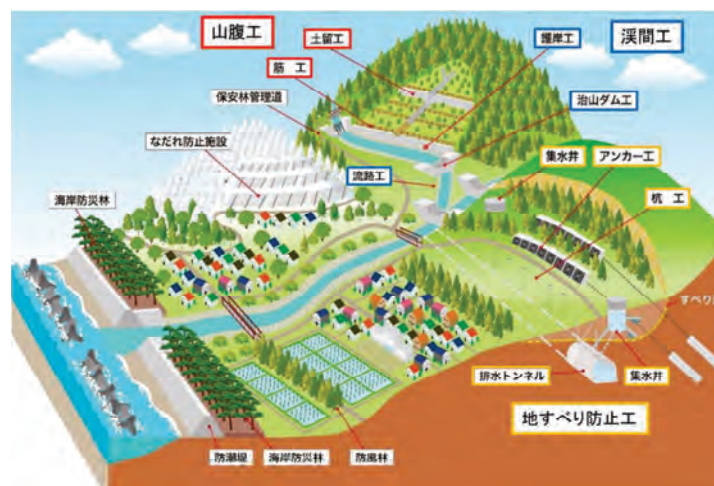 山腹工
土留工
護岸工
渓間工
筋 工
保安林管理道
治山ダム工
なだれ防止施設
集水井
アンカー工
流路工
杭 工
海岸防災林
すべり
排水トンネル
集水井
地すべり防止工
防潮堤
海岸防災林
防風林